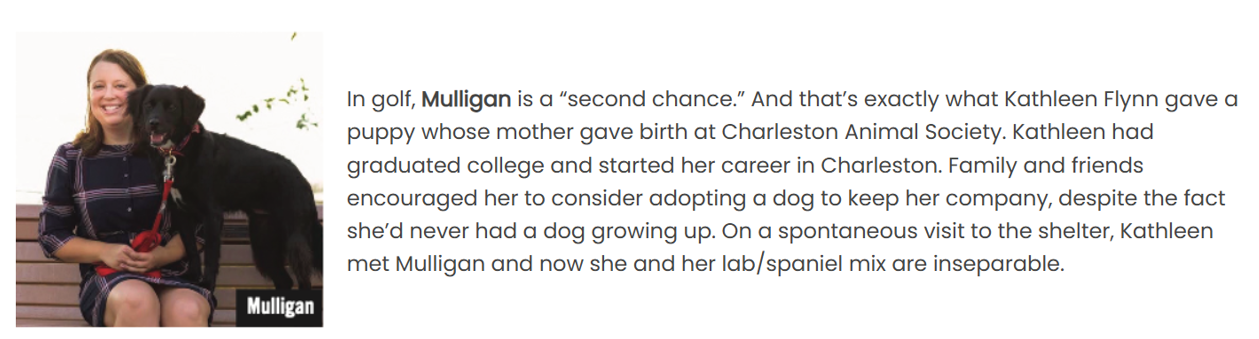 In golf, Mulligan is a “second chance.” And that’s exactly what Kathleen Flynn gave a
puppy whose mother gave birth at Charleston Animal Society. Kathleen had
graduated college and started her career in Charleston. Family and friends
encouraged her to consider adopting a dog to keep her company, despite the fact
she’d never had a dog growing up. On a spontaneous visit to the shelter, Kathleen
met Mulligan and now she and her lab/spaniel mix are inseparable.
Mulligan